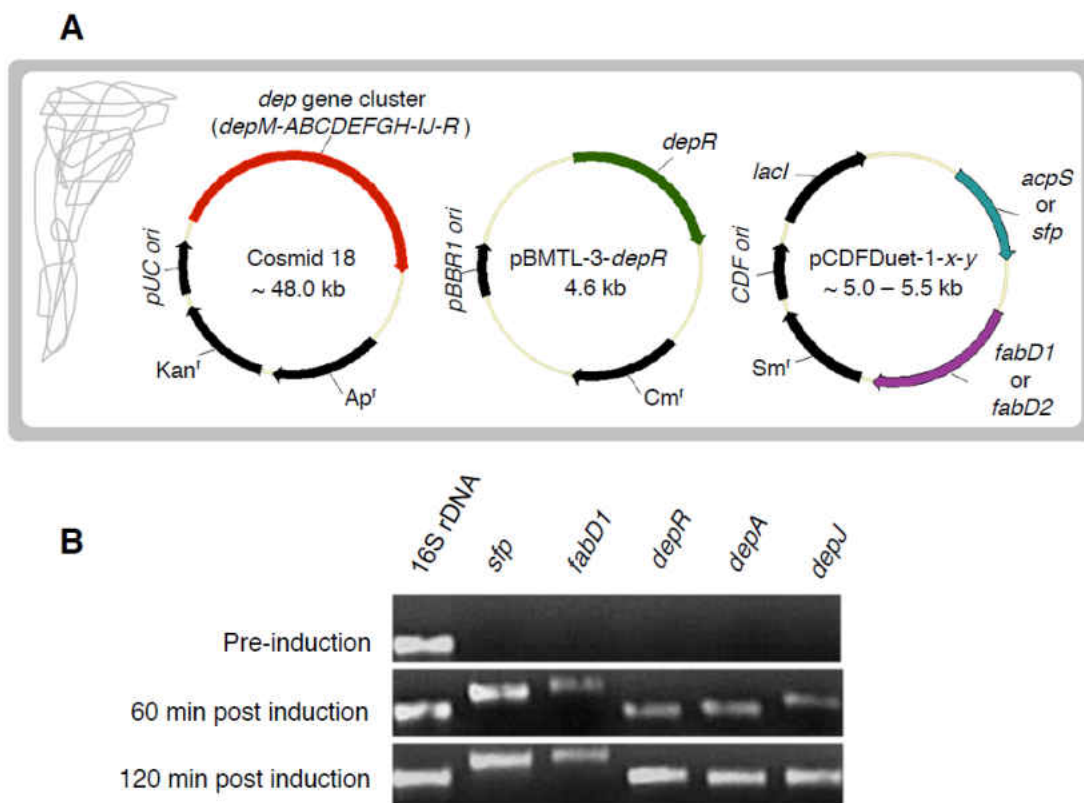 A
dep gene cluster
(depM-ABCDEFGH-IJ-R )
pUC ori
Cosmid 18
~ 48.0 kb
Kanʳ
Apʳ
depR
pBBR1 ori
pBMTL-3-depR
4.6 kb
Cmʳ
lacI
acpS
or
sfp
CDF ori
pCDFDuet-1-x-y
~ 5.0 – 5.5 kb
Smʳ
fabD1
or
fabD2
B
16S rDNA
sfp
fabD1
depR
depA
depJ
Pre-induction
60 min post induction
120 min post induction